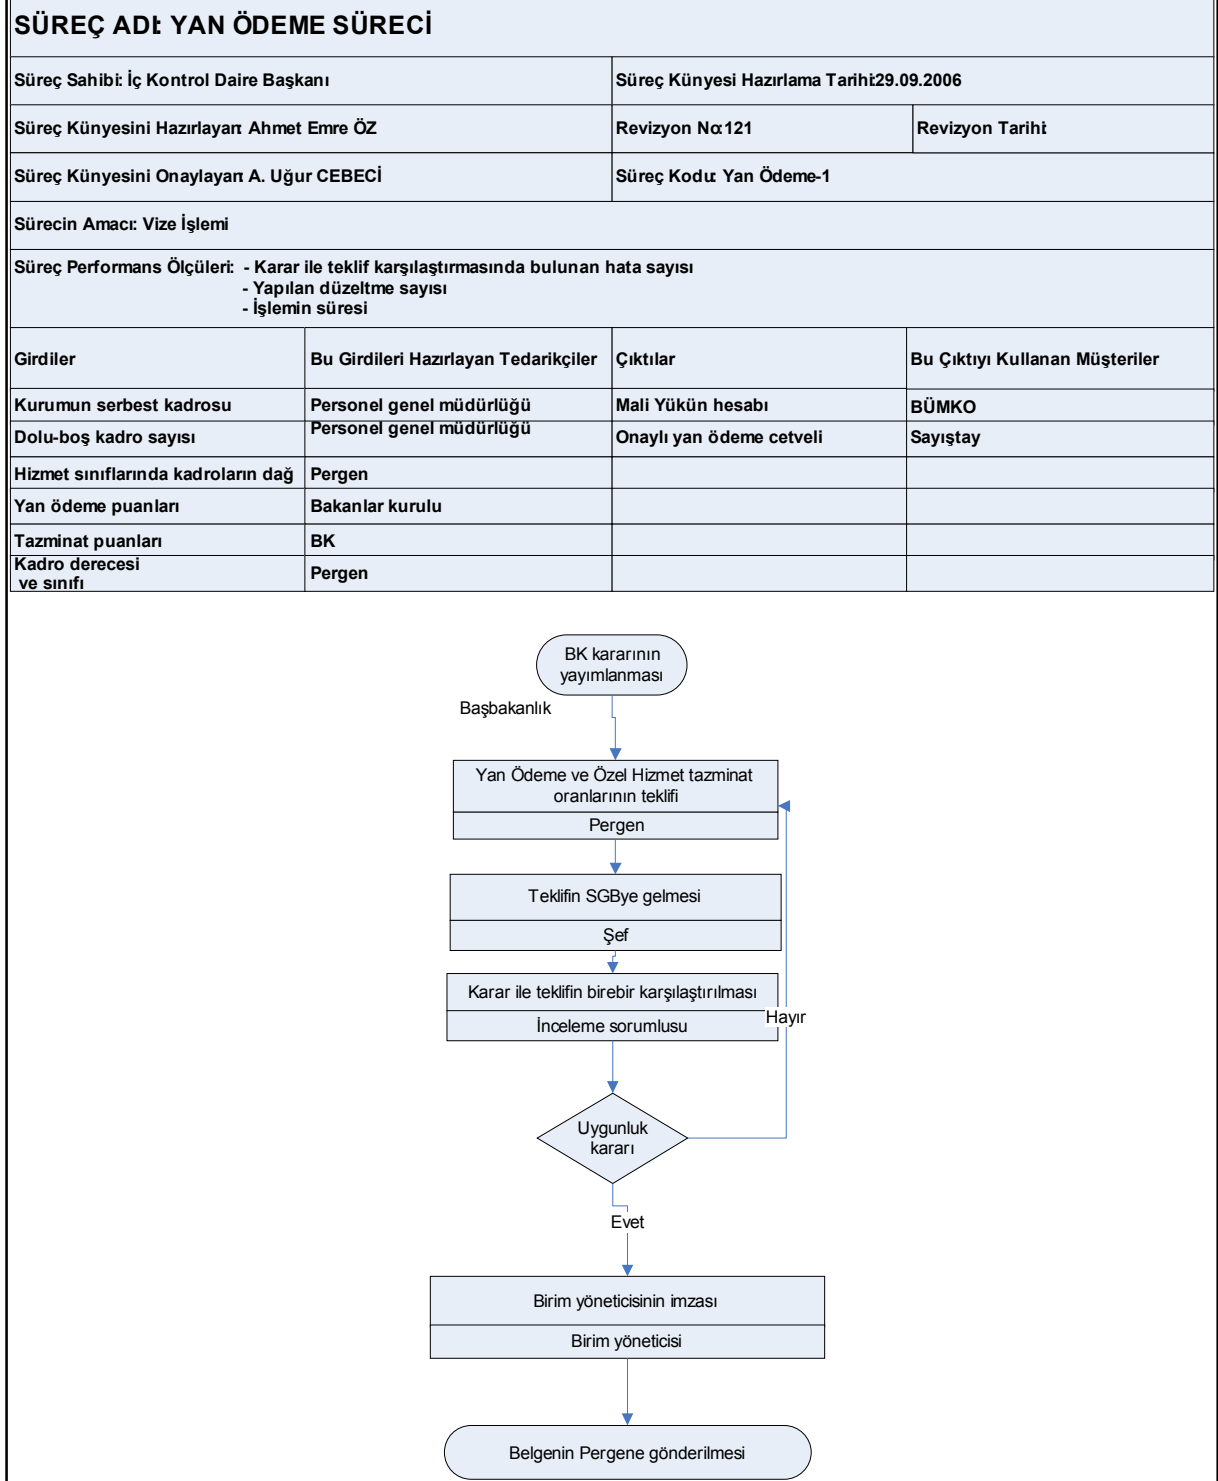 SÜREÇ ADI: YAN ÖDEME SÜRECİ
Süreç Sahibi: İç Kontrol Daire Başkanı
Süreç Künyesi Hazırlama Tarihi:29.09.2006
Süreç Künyesini Hazırlayan: Ahmet Emre ÖZ
Revizyon No:121
Revizyon Tarihi:
Süreç Künyesini Onaylayan: A. Uğur CEBECİ
Süreç Kodu: Yan Ödeme-1
Sürecin Amacı: Vize İşlemi
Süreç Performans Ölçüleri: - Karar ile teklif karşılaştırmasında bulunan hata sayısı
- Yapılan düzeltme sayısı
- İşlemin süresi
Girdiler
Bu Girdileri Hazırlayan Tedarikçiler
Çıktılar
Bu Çıktıyı Kullanan Müşteriler
Kurumun serbest kadrosu
Personel genel müdürlüğü
Mali Yükün hesabı
BÜMKO
Dolu-boş kadro sayısı
Personel genel müdürlüğü
Onaylı yan ödeme cetveli
Sayıştay
Hizmet sınıflarında kadroların dağ
Pergen
Yan ödeme puanları
Bakanlar kurulu
Tazminat puanları
BK
Kadro derecesi
ve sınıfı
Pergen
BK kararının
yayımlanması
Başbakanlık
Yan Ödeme ve Özel Hizmet tazminat
oranlarının teklifi
Pergen
Teklifin SGBye gelmesi
Şef
Karar ile teklifin birebir karşılaştırılması
İnceleme sorumlusu
Hayır
Uygunluk
kararı
Evet
Birim yöneticisinin imzası
Birim yöneticisi
Belgenin Pergene gönderilmesi